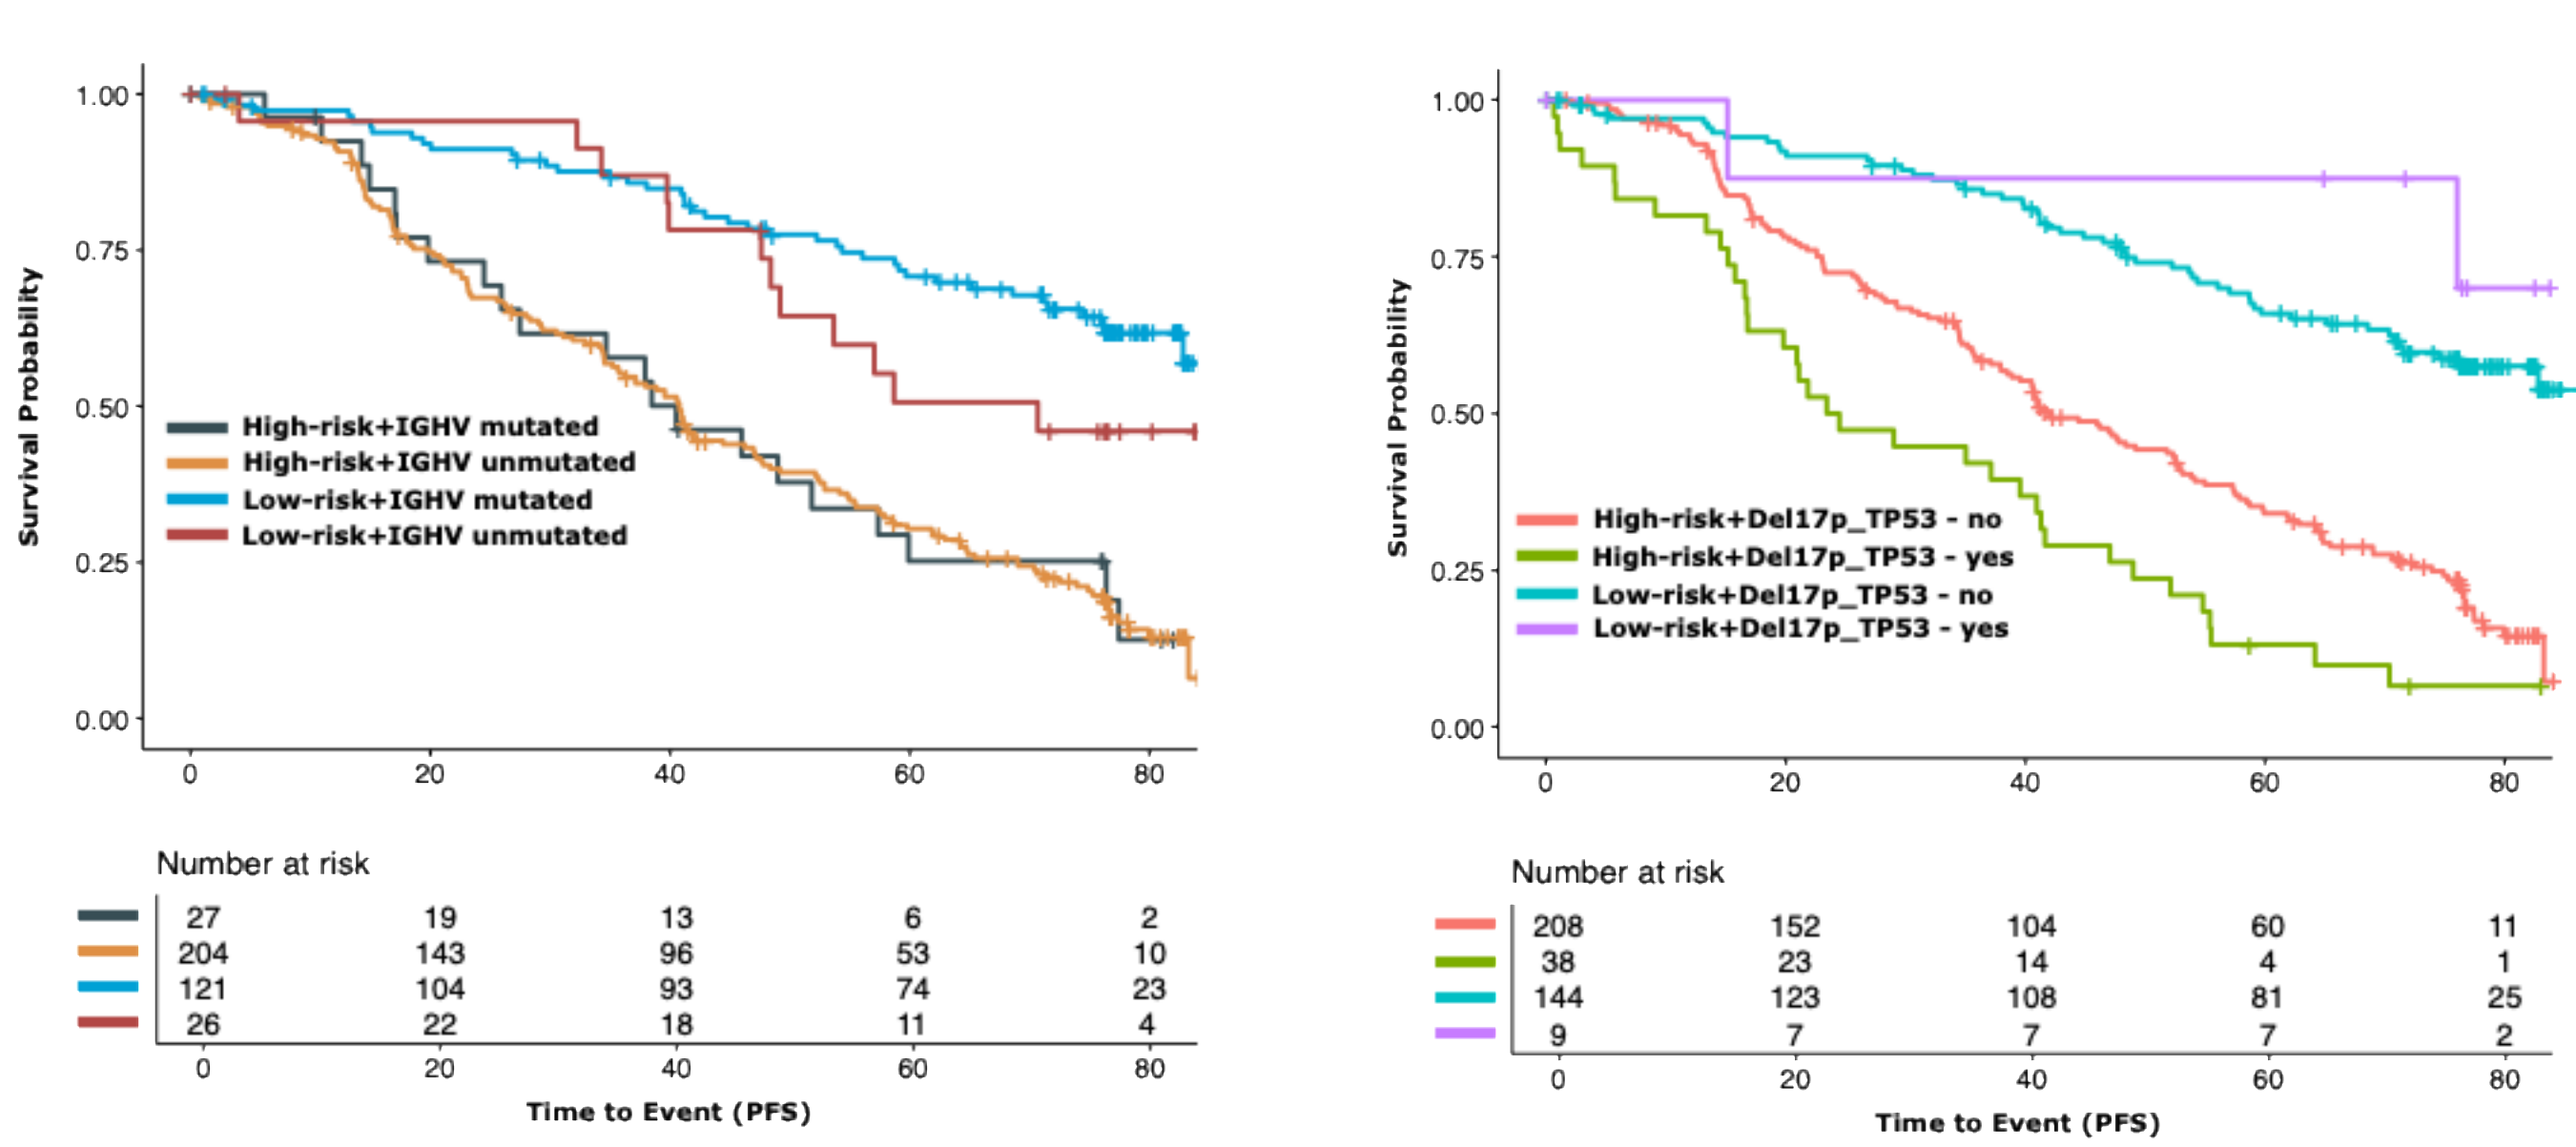 Survival Probability
1.00
0.75
0.50
0.25
0.00
High-risk+IGHV mutated
High-risk+IGHV unmutated
Low-risk+IGHV mutated
Low-risk+IGHV unmutated
0 20 40 60 80
Number at risk
27 19 13 6 2
204 143 96 53 10
121 104 93 74 23
26 22 18 11 4
0 20 40 60 80
Time to Event (PFS)
Survival Probability
1.00
0.75
0.50
0.25
0.00
High-risk+Del17p_TP53 - no
High-risk+Del17p_TP53 - yes
Low-risk+Del17p_TP53 - no
Low-risk+Del17p_TP53 - yes
0 20 40 60 80
Number at risk
208 152 104 60 11
38 23 14 4 1
144 123 108 81 25
9 7 7 7 2
0 20 40 60 80
Time to Event (PFS)